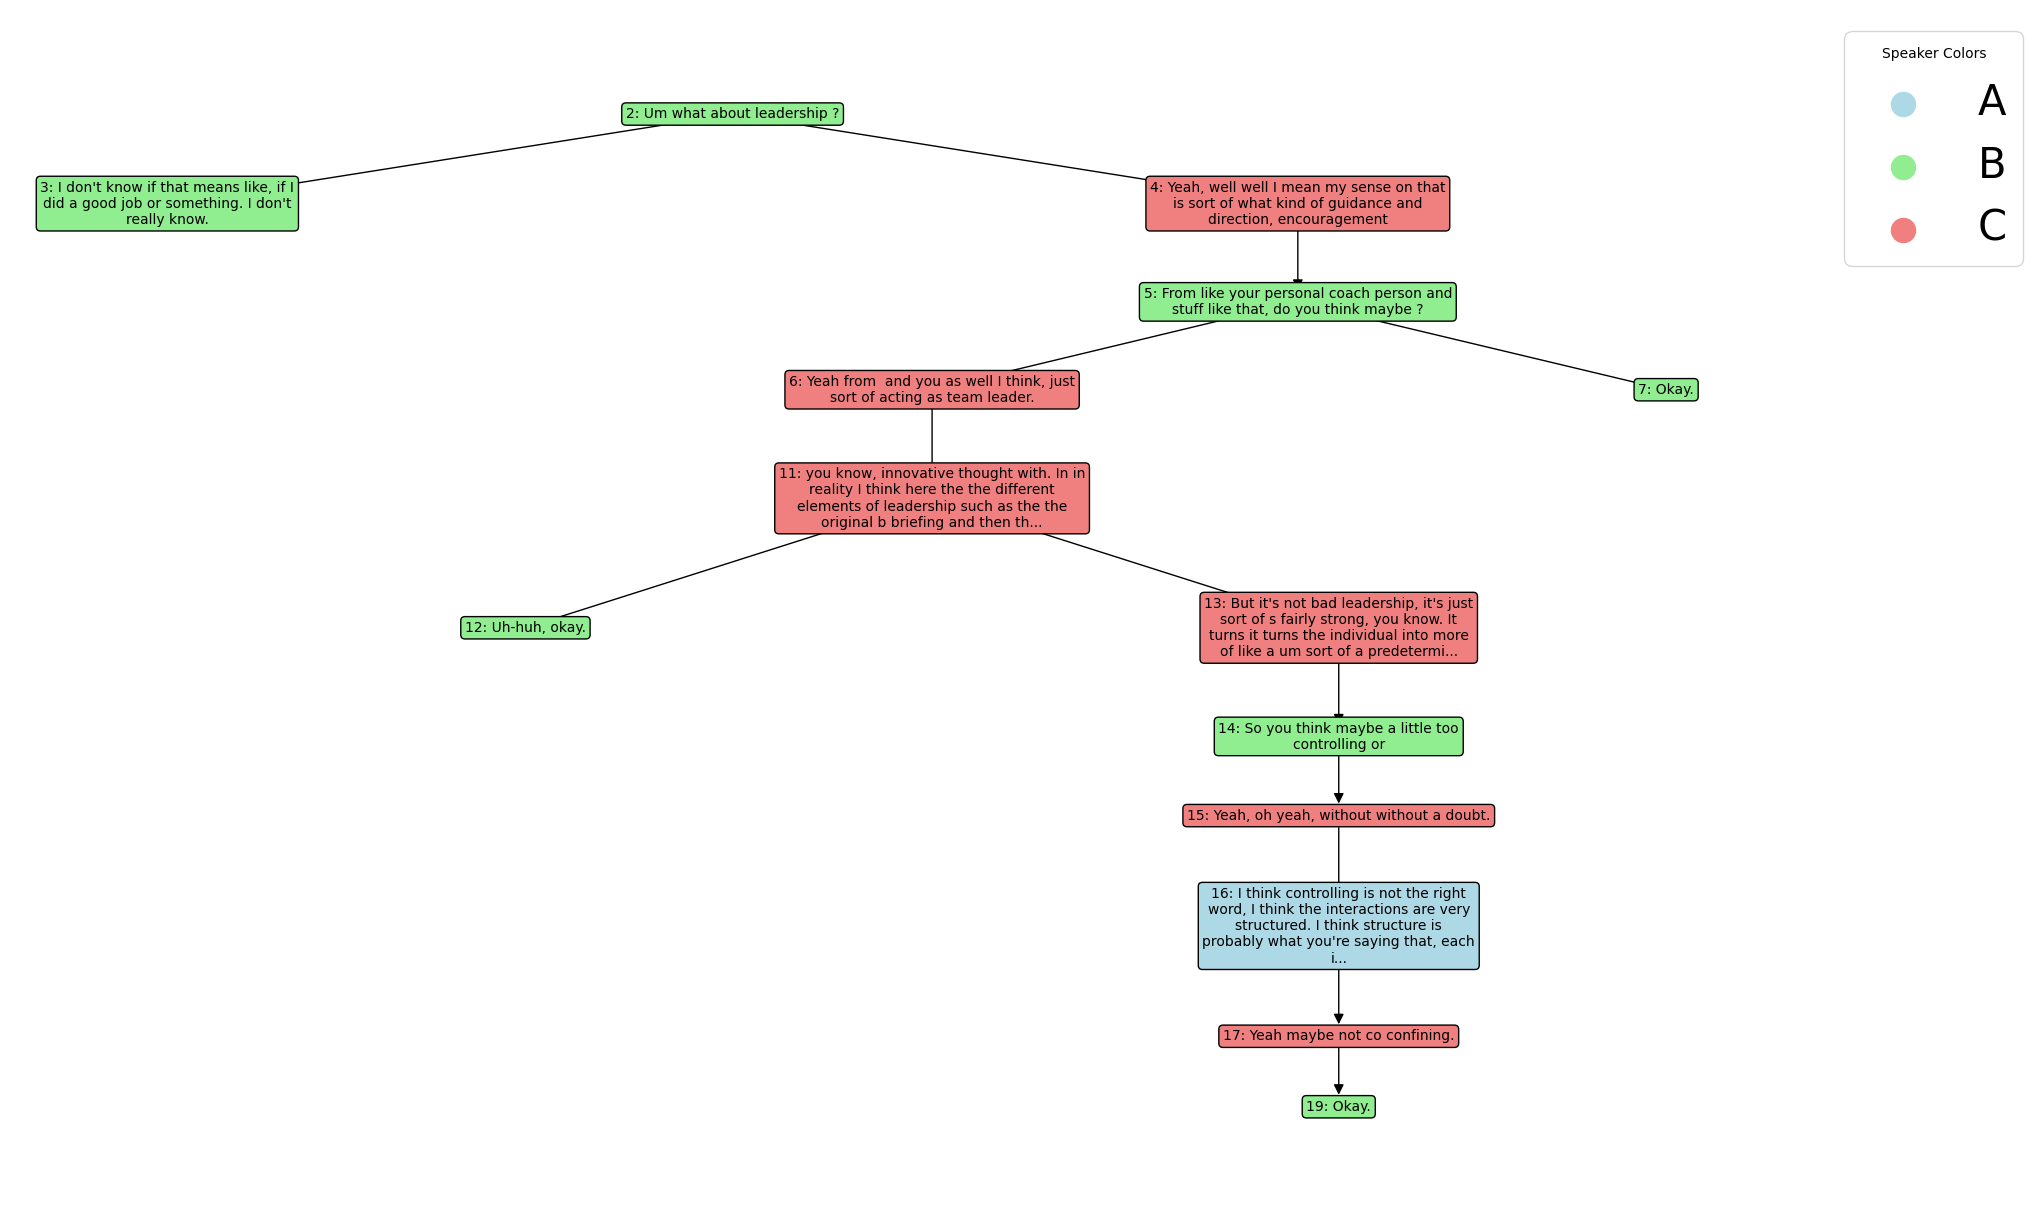 Speaker Colors
A
B
C
2: Um what about leadership ?
3: I don't know if that means like, if I
did a good job or something. I don't
really know.
4: Yeah, well well I mean my sense on that
is sort of what kind of guidance and
direction, encouragement
5: From like your personal coach person and
stuff like that, do you think maybe ?
6: Yeah from  and you as well I think, just
sort of acting as team leader.
7: Okay.
11: you know, innovative thought with. In in
reality I think here the the different
elements of leadership such as the the
original b briefing and then th...
12: Uh-huh, okay.
13: But it's not bad leadership, it's just
sort of s fairly strong, you know. It
turns it turns the individual into more
of like a um sort of a predetermi...
14: So you think maybe a little too
controlling or
15: Yeah, oh yeah, without without a doubt.
16: I think controlling is not the right
word, I think the interactions are very
structured. I think structure is
probably what you're saying that, each
i...
17: Yeah maybe not co confining.
19: Okay.